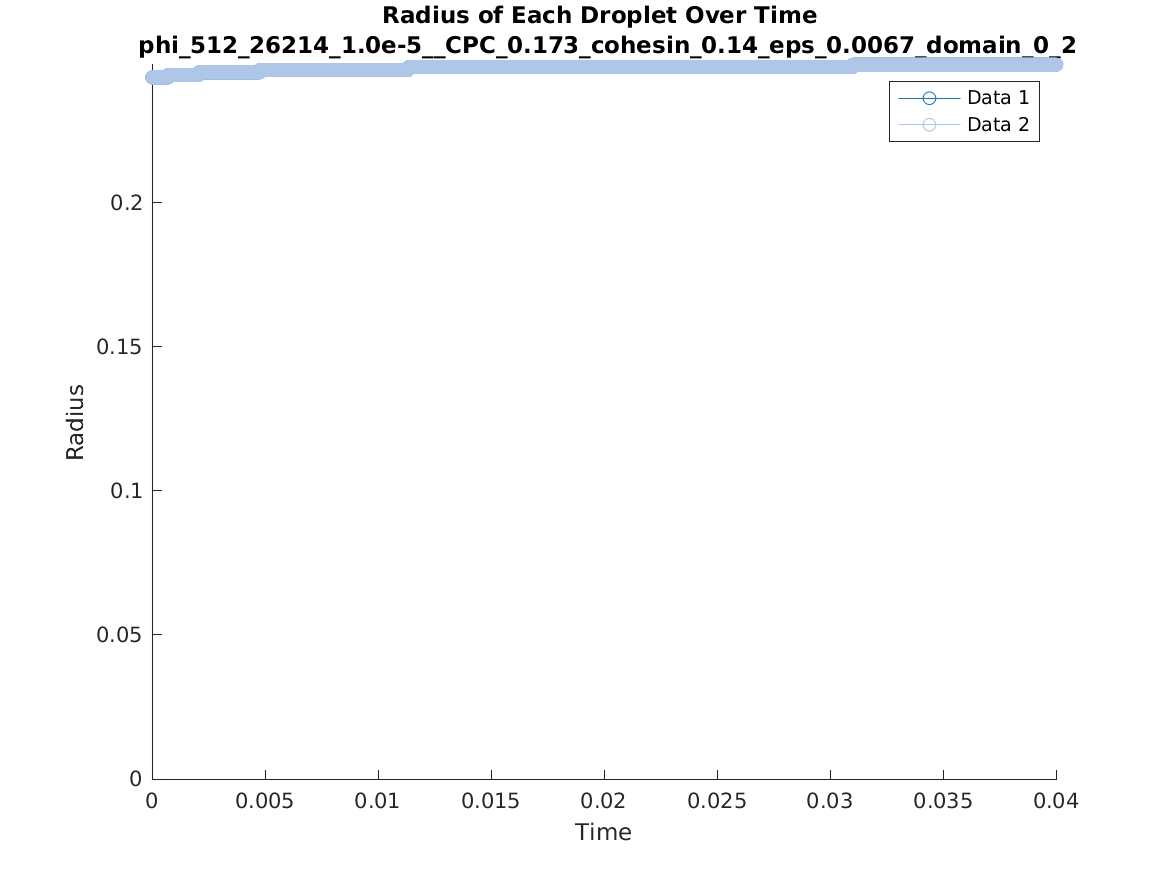 Radius of Each Droplet Over Time
phi_512_26214_1.0e-5__CPC_0.173_cohesin_0.14_eps_0.0067_domain_0_2
Data 1
Data 2
0.2
0.15
0.1
0.05
0
Radius
0 0.005 0.01 0.015 0.02 0.025 0.03 0.035 0.04
Time